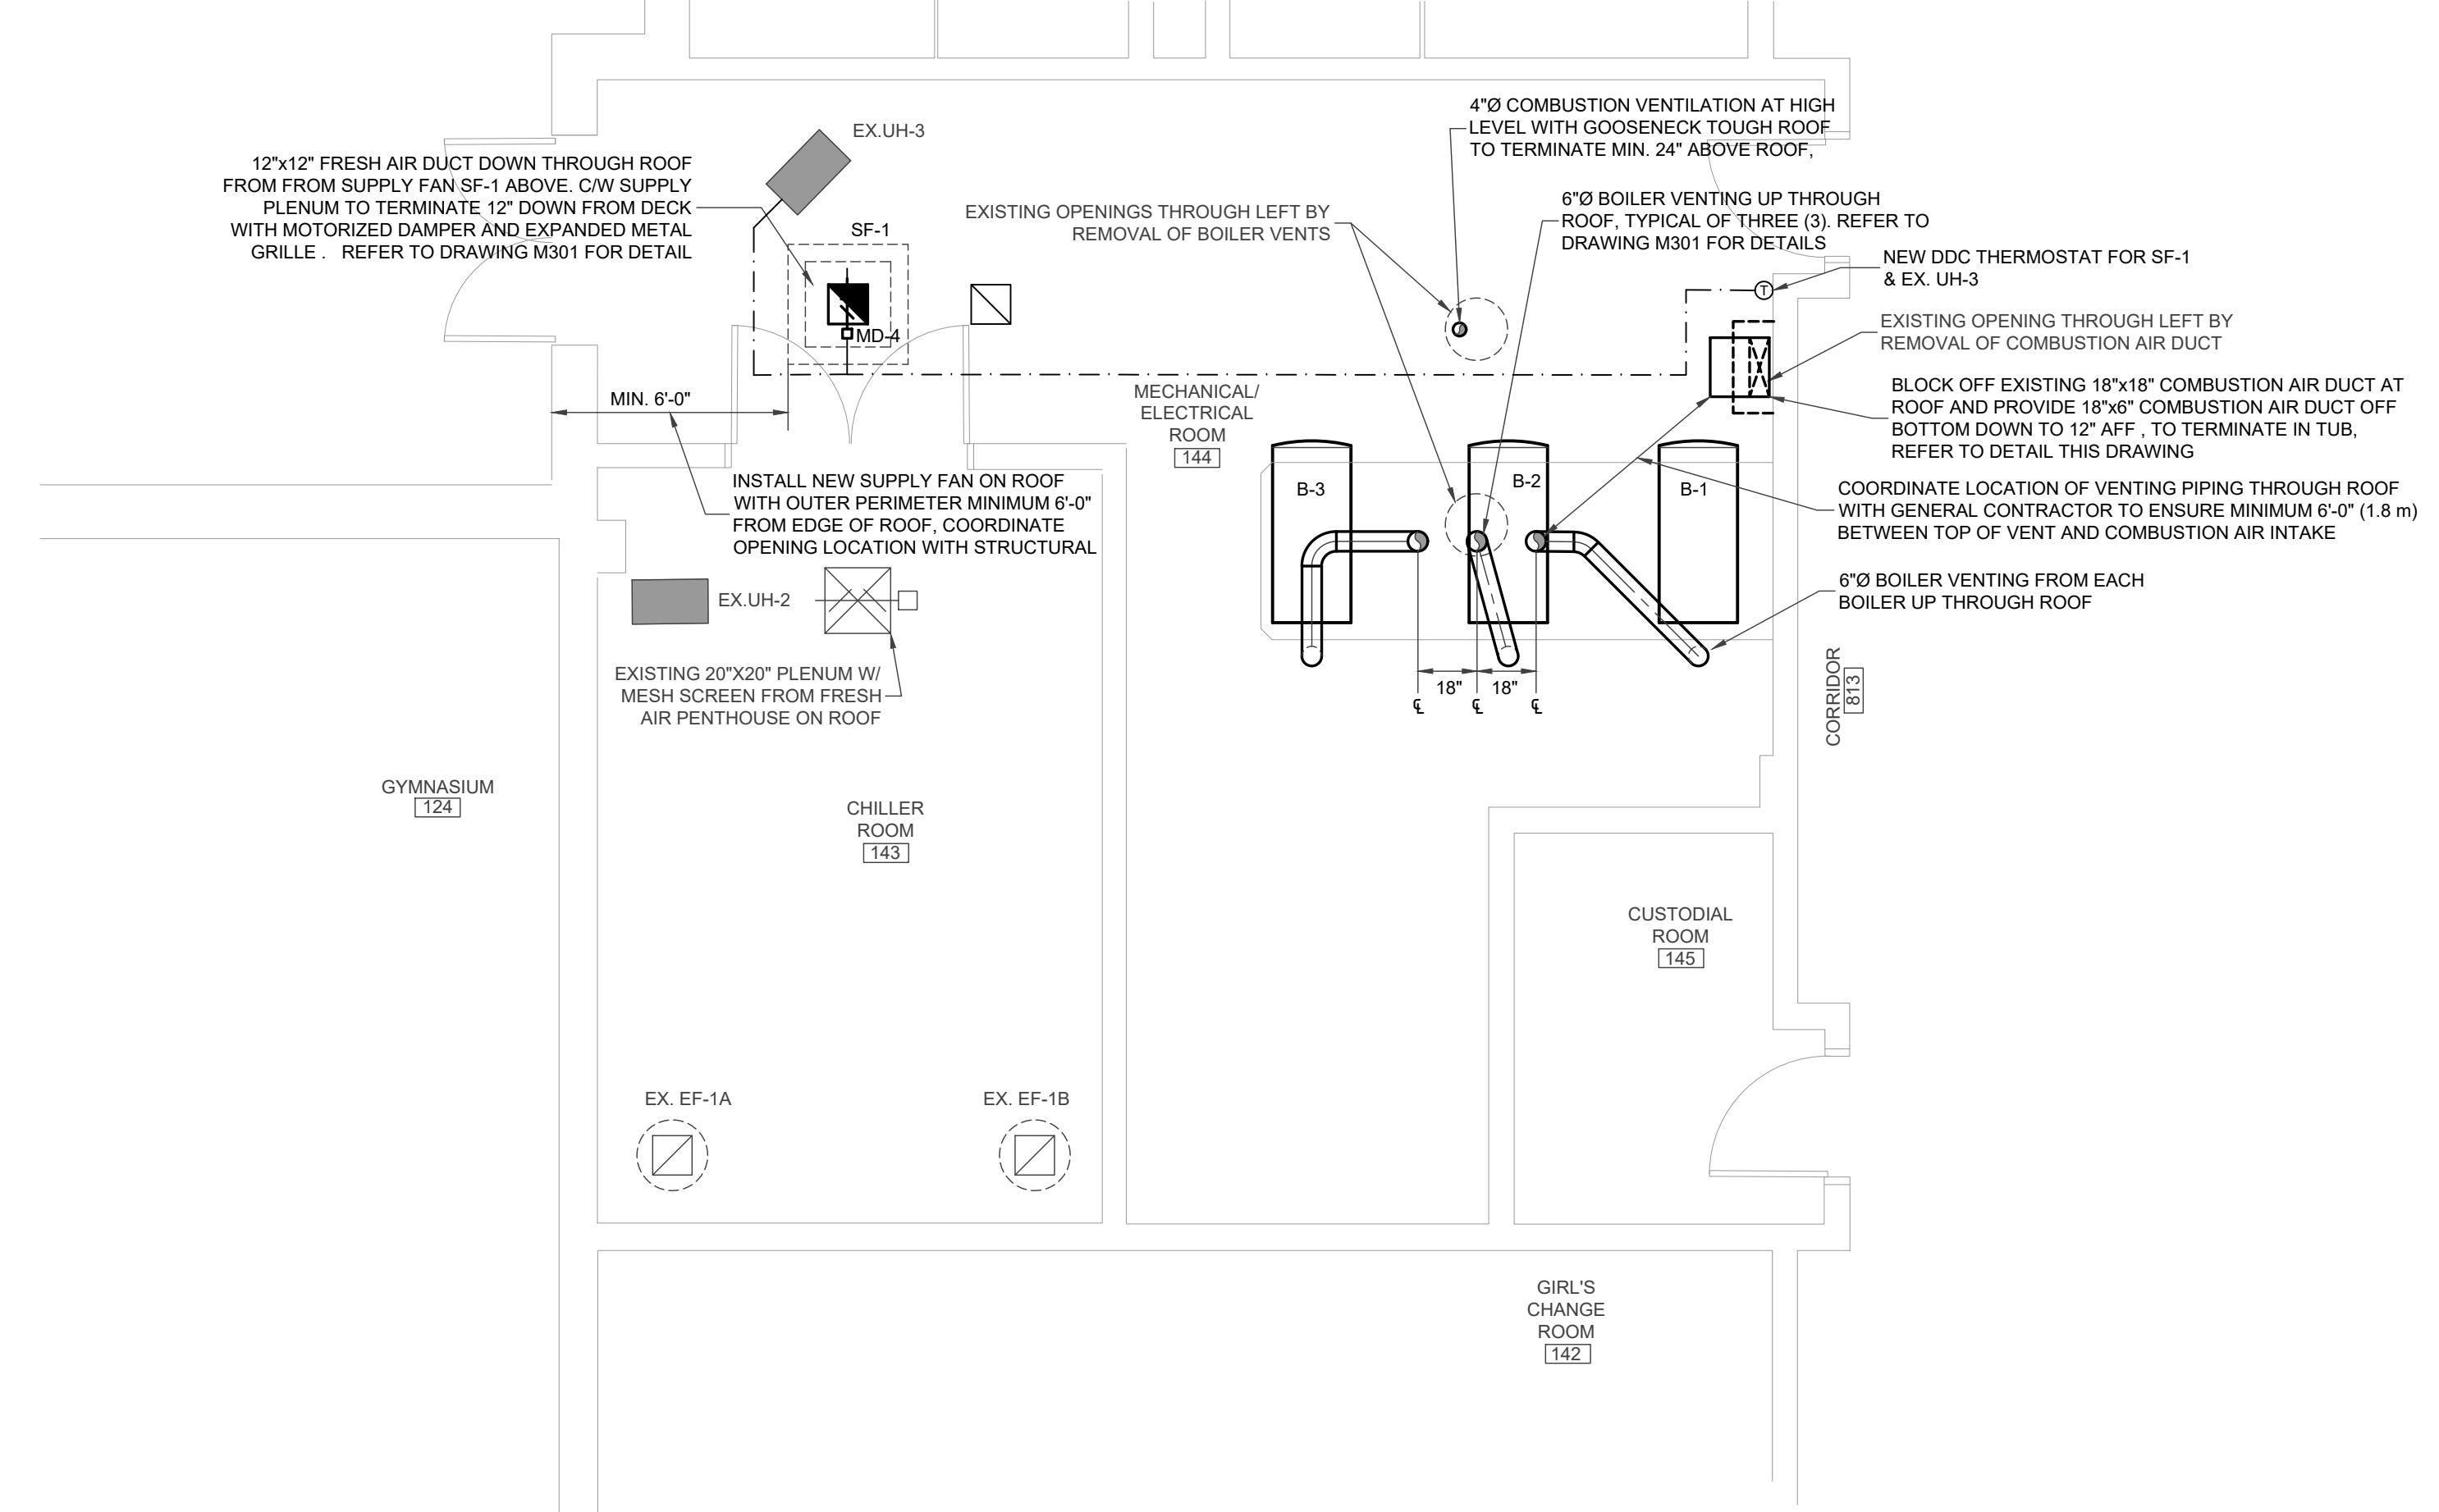 EX.UH-3
12"x12" FRESH AIR DUCT DOWN THROUGH ROOF
FROM FROM SUPPLY FAN SF-1 ABOVE. C/W SUPPLY
PLENUM TO TERMINATE 12" DOWN FROM DECK
WITH MOTORIZED DAMPER AND EXPANDED METAL
GRILLE . REFER TO DRAWING M301 FOR DETAIL
SF-1
MD-4
4"Ø COMBUSTION VENTILATION AT HIGH
LEVEL WITH GOOSENECK TOUGH ROOF
TO TERMINATE MIN. 24" ABOVE ROOF,
EXISTING OPENINGS THROUGH LEFT BY
REMOVAL OF BOILER VENTS
6"Ø BOILER VENTING UP THROUGH
ROOF, TYPICAL OF THREE (3). REFER TO
DRAWING M301 FOR DETAILS
NEW DDC THERMOSTAT FOR SF-1
& EX. UH-3
T
EXISTING OPENING THROUGH LEFT BY
REMOVAL OF COMBUSTION AIR DUCT
BLOCK OFF EXISTING 18"x18" COMBUSTION AIR DUCT AT
ROOF AND PROVIDE 18"x6" COMBUSTION AIR DUCT OFF
BOTTOM DOWN TO 12" AFF , TO TERMINATE IN TUB,
REFER TO DETAIL THIS DRAWING
MIN. 6'-0"
MECHANICAL/
ELECTRICAL
ROOM
144
INSTALL NEW SUPPLY FAN ON ROOF
WITH OUTER PERIMETER MINIMUM 6'-0"
FROM EDGE OF ROOF, COORDINATE
OPENING LOCATION WITH STRUCTURAL
B-3
B-2
B-1
COORDINATE LOCATION OF VENTING PIPING THROUGH ROOF
WITH GENERAL CONTRACTOR TO ENSURE MINIMUM 6'-0" (1.8 m)
BETWEEN TOP OF VENT AND COMBUSTION AIR INTAKE
6"Ø BOILER VENTING FROM EACH
BOILER UP THROUGH ROOF
EX.UH-2
EXISTING 20"X20" PLENUM W/
MESH SCREEN FROM FRESH
AIR PENTHOUSE ON ROOF
18"
18"
℄
℄
℄
CORRIDOR
813
GYMNASIUM
124
CHILLER
ROOM
143
CUSTODIAL
ROOM
145
EX. EF-1A
EX. EF-1B
GIRL'S
CHANGE
ROOM
142